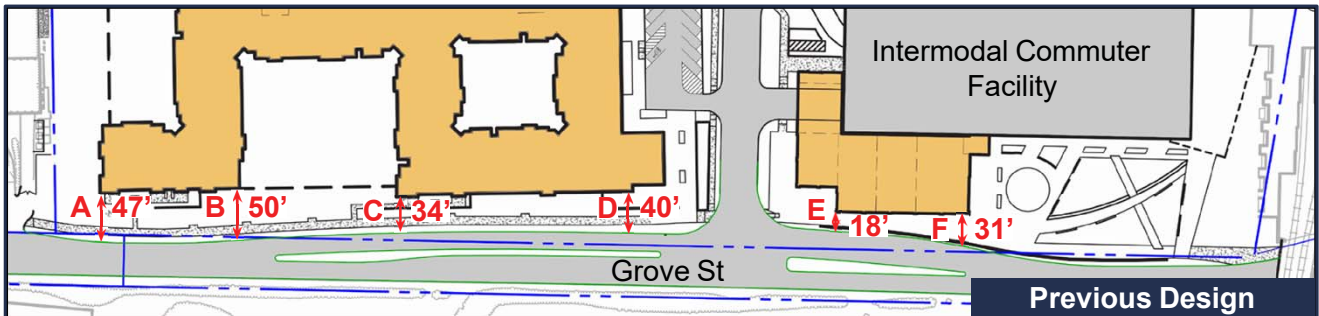 Intermodal Commuter
Facility
A 47’ B 50’ C 34’ D 40’ E 18’ F 31’
Grove St
Previous Design